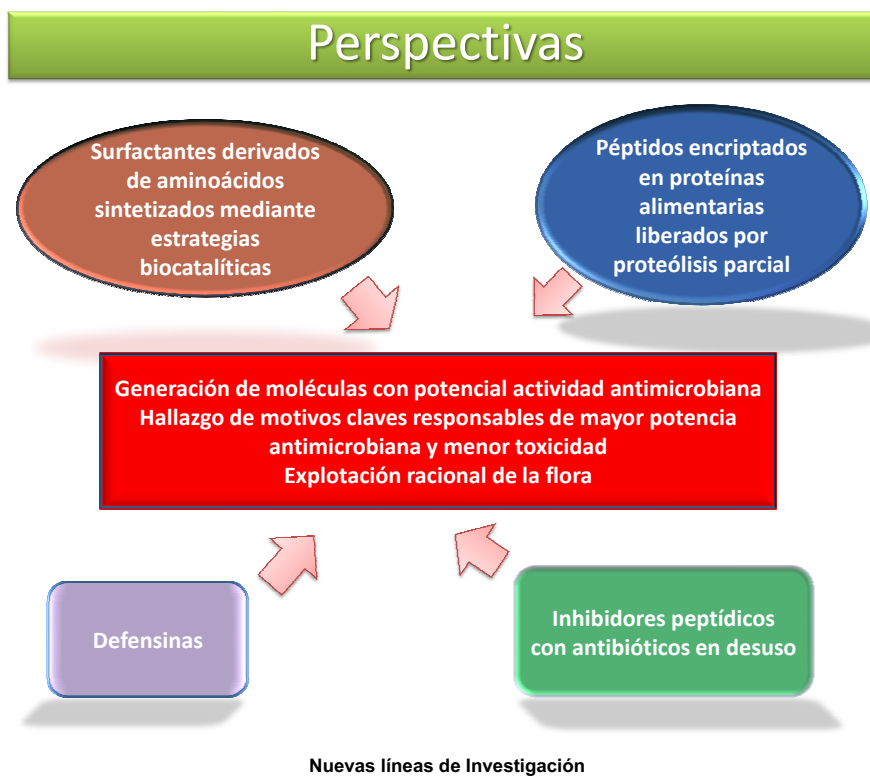 Perspectivas
Surfactantes derivados
de aminoácidos
sintetizados mediante
estrategias
biocatalíticas
Péptidos encriptados
en proteínas
alimentarias
liberados por
proteólisis parcial
Generación de moléculas con potencial actividad antimicrobiana
Hallazgo de motivos claves responsables de mayor potencia
antimicrobiana y menor toxicidad
Explotación racional de la flora
Defensinas
Inhibidores peptídicos
con antibióticos en desuso
Nuevas líneas de Investigación